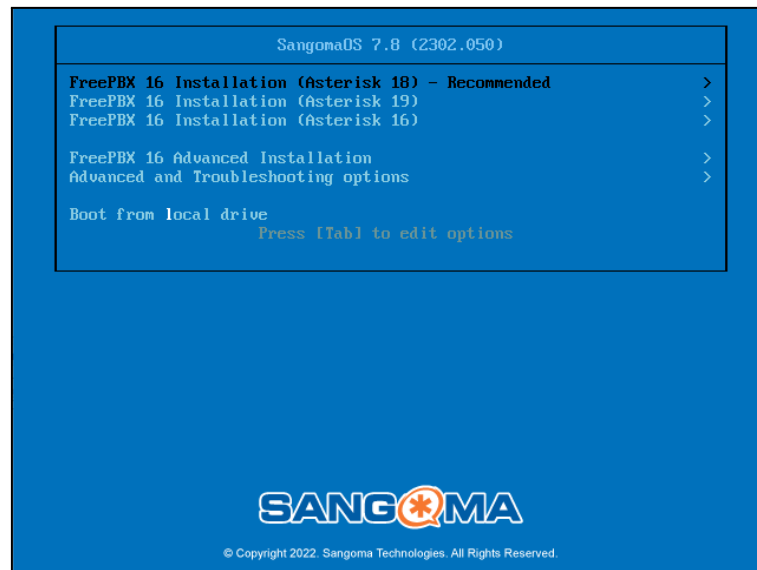 SangomaOS 7.8 (2302.050)
FreePBX 16 Installation (Asterisk 18) - Recommended >
FreePBX 16 Installation (Asterisk 19) >
FreePBX 16 Installation (Asterisk 16) >
FreePBX 16 Advanced Installation >
Advanced and Troubleshooting options >
Boot from local drive
Press [Tab] to edit options
SANGOMA
© Copyright 2022. Sangoma Technologies. All Rights Reserved.